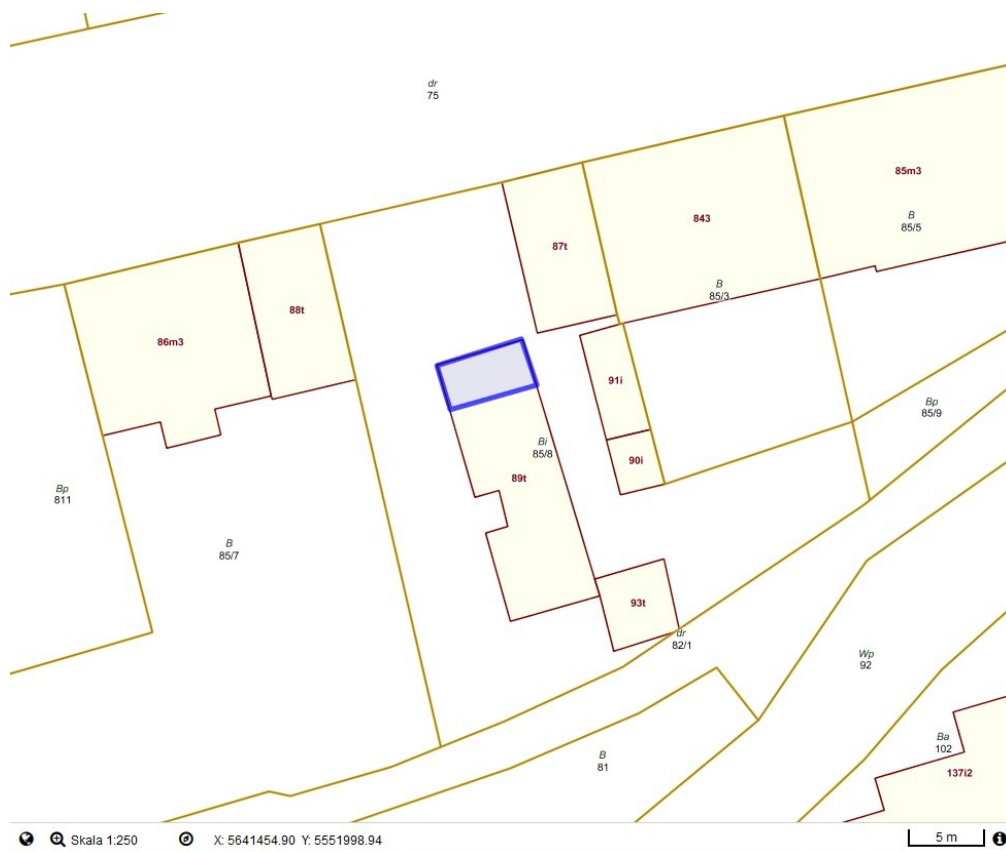 dr
75
85m3
B
85/5
843
87t
B
85/3
88t
86m3
91i
Bp
85/9
Bi
85/8
90i
89t
Bp
811
B
85/7
93t
dr
82/1
Wp
92
Ba
102
B
81
137i2
Skala 1:250
X: 5641454.90 Y: 5551998.94
5 m